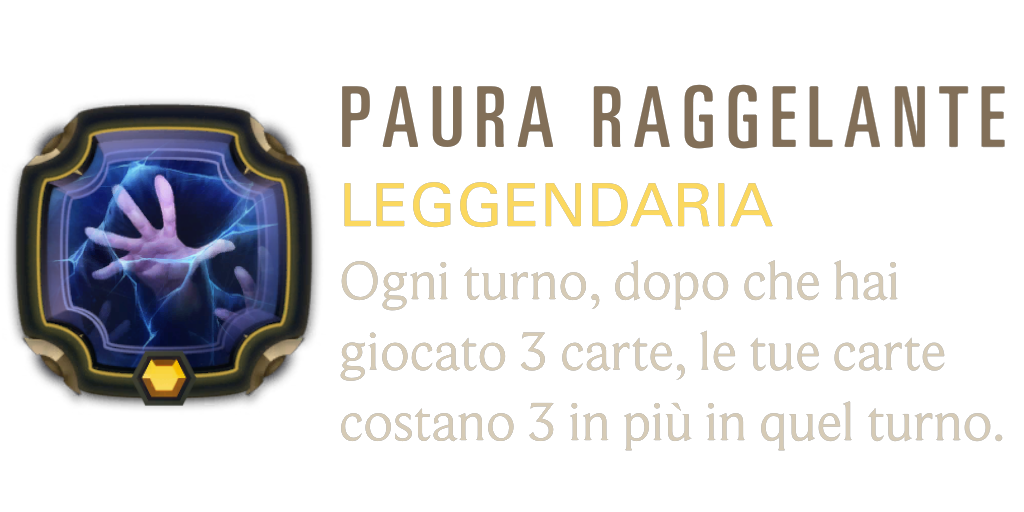 PAURA RAGGELANTE
LEGGENDARIA
Ogni turno, dopo che hai
giocato 3 carte, le tue carte
costano 3 in più in quel turno.